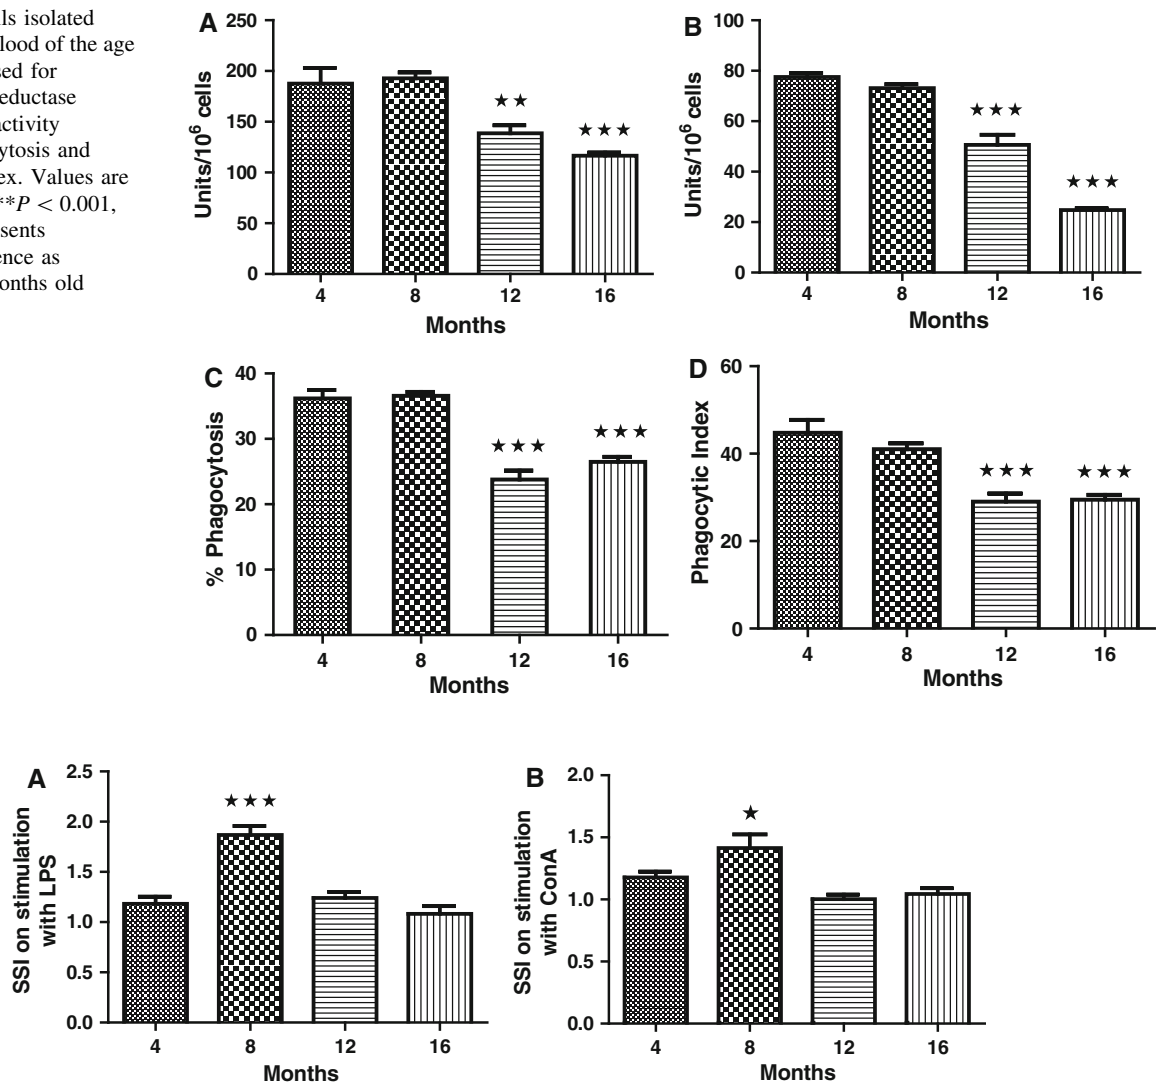 ls isolated
lood of the age
sed for
eductase
activity
ytosis and
ex. Values are
**P < 0.001,
sents
ence as
onths old
A
250
200
150
100
50
0
Units/10⁶ cells
★★
★★★
4 8 12 16
Months
B
100
80
60
40
20
0
Units/10⁶ cells
★★★
★★★
4 8 12 16
Months
C
40
30
20
10
0
% Phagocytosis
★★★
★★★
4 8 12 16
Months
D
60
40
20
0
Phagocytic Index
★★★
★★★
4 8 12 16
Months
A
2.5
2.0
1.5
1.0
0.5
0.0
SSI on stimulation
with LPS
★★★
4 8 12 16
Months
B
2.0
1.5
1.0
0.5
0.0
SSI on stimulation
with ConA
★
4 8 12 16
Months